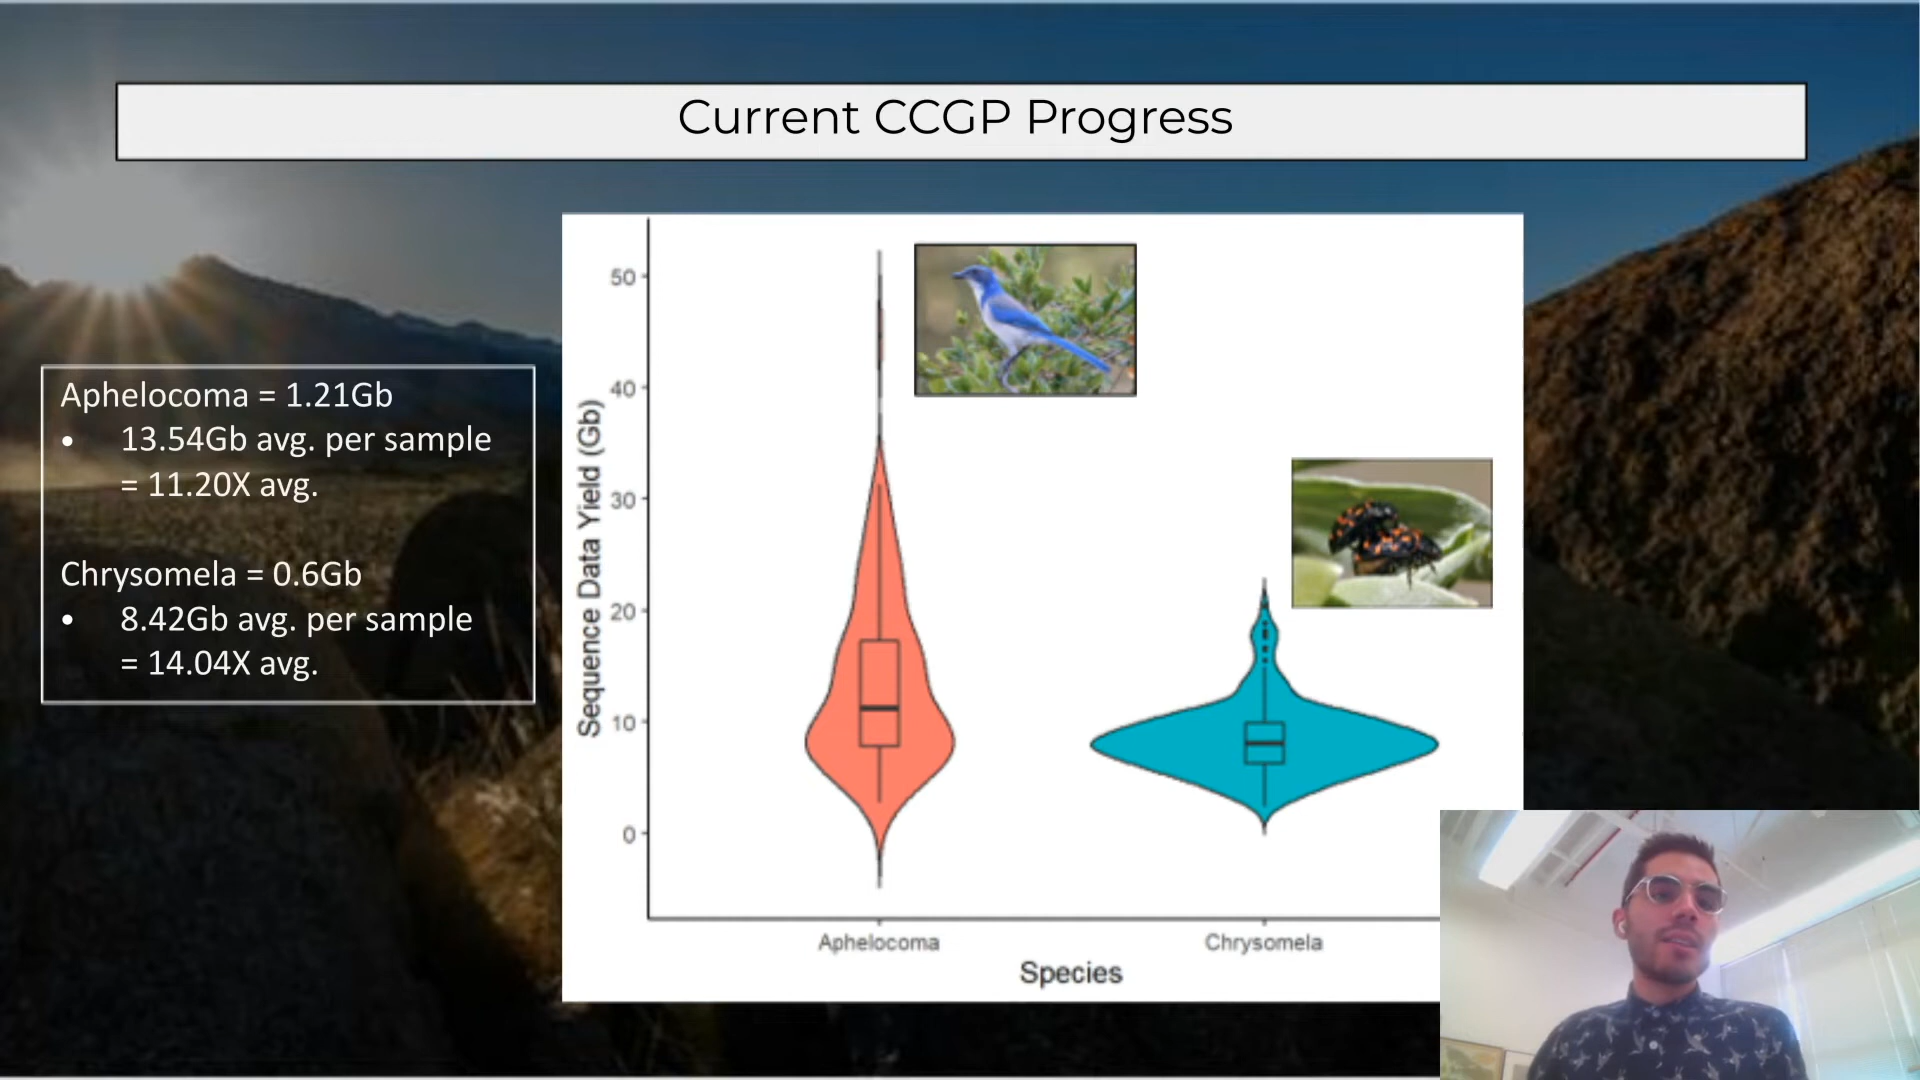 Current CCGP Progress
Aphelocoma = 1.21Gb
• 13.54Gb avg. per sample
= 11.20X avg.
Chrysomela = 0.6Gb
• 8.42Gb avg. per sample
= 14.04X avg.
Sequence Data Yield (Gb)
50
40
30
20
10
0
Aphelocoma
Chrysomela
Species